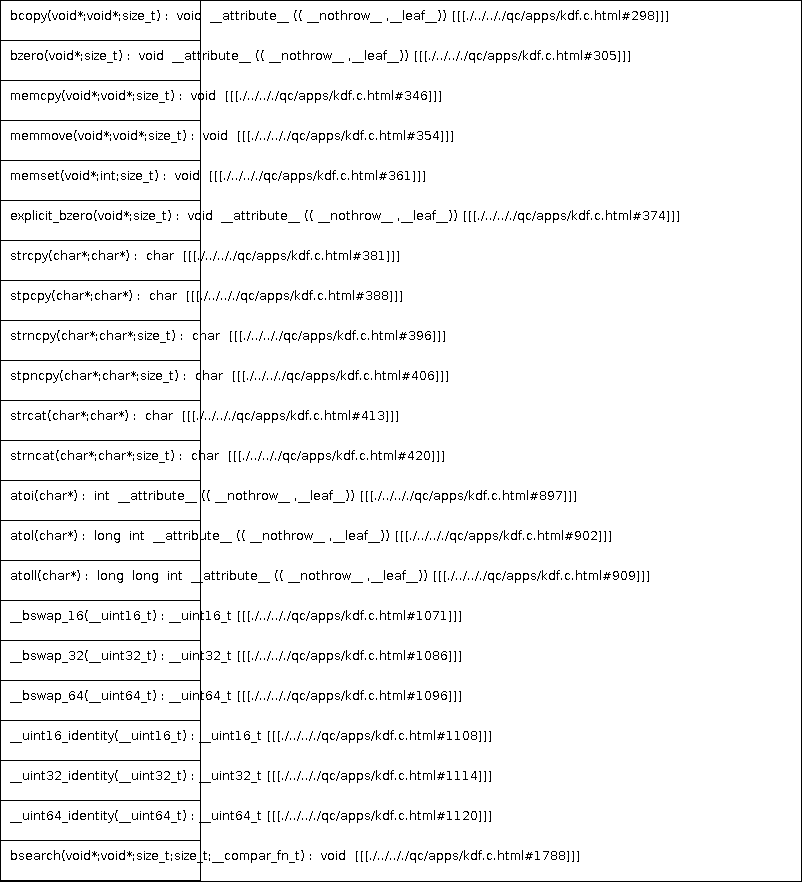 bcopy(void*;void*;size_t) : void __attribute__ (( __nothrow__ ,__leaf__)) [[[./../.././qc/apps/kdf.c.html#298]]]
bzero(void*;size_t) : void __attribute__ (( __nothrow__ ,__leaf__)) [[[./../.././qc/apps/kdf.c.html#305]]]
memcpy(void*;void*;size_t) : void [[[./../.././qc/apps/kdf.c.html#346]]]
memmove(void*;void*;size_t) : void [[[./../.././qc/apps/kdf.c.html#354]]]
memset(void*;int;size_t) : void [[[./../.././qc/apps/kdf.c.html#361]]]
explicit_bzero(void*;size_t) : void __attribute__ (( __nothrow__ ,__leaf__)) [[[./../.././qc/apps/kdf.c.html#374]]]
strcpy(char*;char*) : char [[[./../.././qc/apps/kdf.c.html#381]]]
stpcpy(char*;char*) : char [[[./../.././qc/apps/kdf.c.html#388]]]
strncpy(char*;char*;size_t) : char [[[./../.././qc/apps/kdf.c.html#396]]]
stpncpy(char*;char*;size_t) : char [[[./../.././qc/apps/kdf.c.html#406]]]
strcat(char*;char*) : char [[[./../.././qc/apps/kdf.c.html#413]]]
strncat(char*;char*;size_t) : char [[[./../.././qc/apps/kdf.c.html#420]]]
atoi(char*) : int __attribute__ (( __nothrow__ ,__leaf__)) [[[./../.././qc/apps/kdf.c.html#897]]]
atol(char*) : long int __attribute__ (( __nothrow__ ,__leaf__)) [[[./../.././qc/apps/kdf.c.html#902]]]
atoll(char*) : long long int __attribute__ (( __nothrow__ ,__leaf__)) [[[./../.././qc/apps/kdf.c.html#909]]]
__bswap_16(__uint16_t) : __uint16_t [[[./../.././qc/apps/kdf.c.html#1071]]]
__bswap_32(__uint32_t) : __uint32_t [[[./../.././qc/apps/kdf.c.html#1086]]]
__bswap_64(__uint64_t) : __uint64_t [[[./../.././qc/apps/kdf.c.html#1096]]]
__uint16_identity(__uint16_t) : __uint16_t [[[./../.././qc/apps/kdf.c.html#1108]]]
__uint32_identity(__uint32_t) : __uint32_t [[[./../.././qc/apps/kdf.c.html#1114]]]
__uint64_identity(__uint64_t) : __uint64_t [[[./../.././qc/apps/kdf.c.html#1120]]]
bsearch(void*;void*;size_t;size_t;__compar_fn_t) : void [[[./../.././qc/apps/kdf.c.html#1788]]]